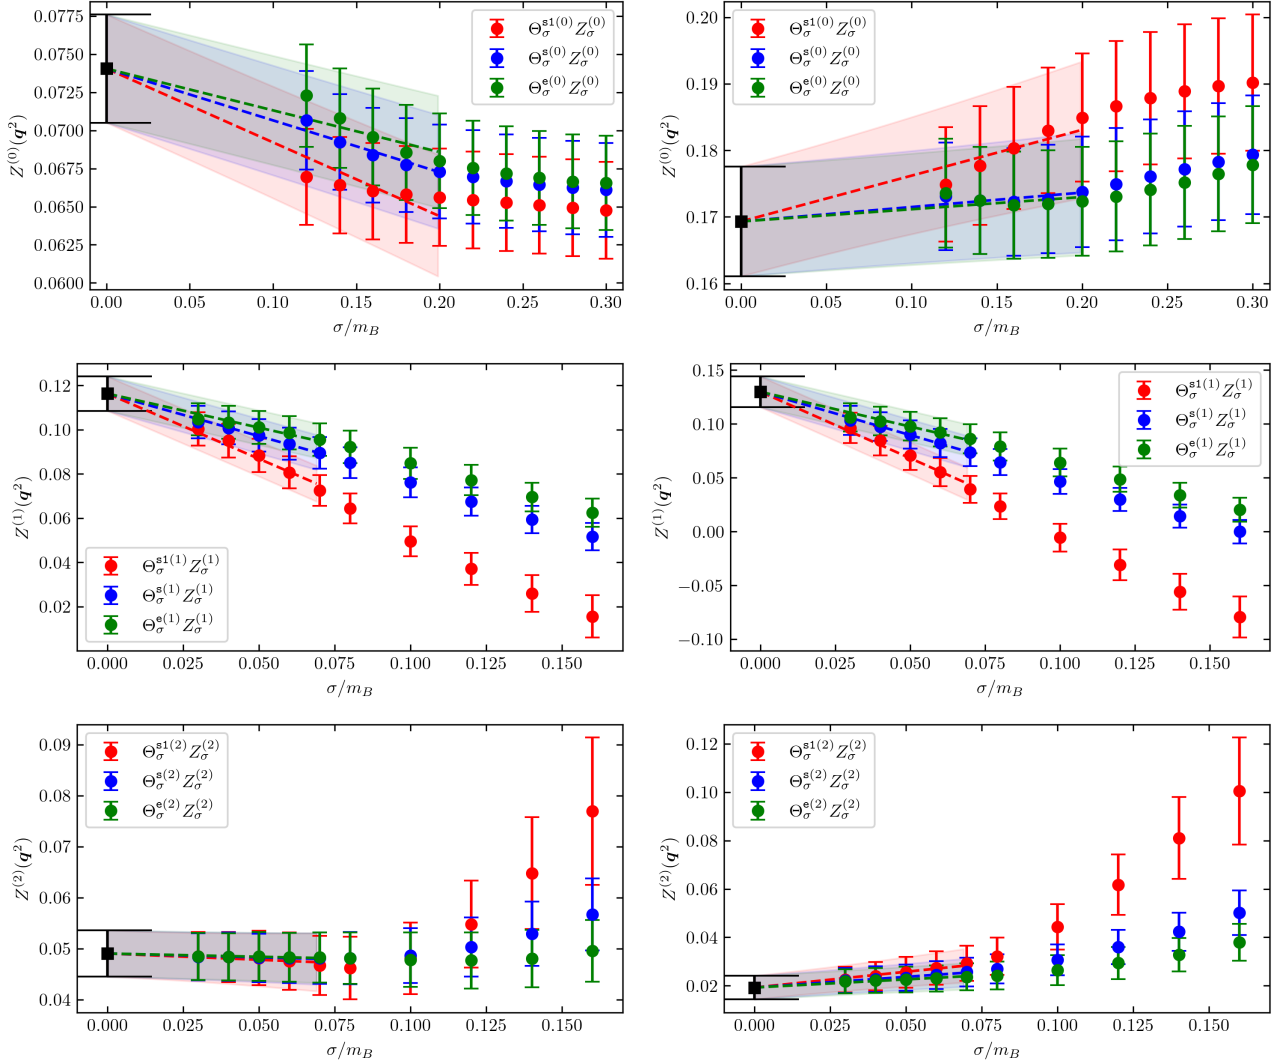 0.0775
0.0750
0.0725
0.0700
0.0675
0.0650
0.0625
0.0600
Z^{(0)}(q^2)
0.00 0.05 0.10 0.15 0.20 0.25 0.30
σ/m_B
Θ_σ^{s1(0)} Z_σ^{(0)}
Θ_σ^{s(0)} Z_σ^{(0)}
Θ_σ^{e(0)} Z_σ^{(0)}
0.20
0.19
0.18
0.17
0.16
Z^{(0)}(q^2)
0.00 0.05 0.10 0.15 0.20 0.25 0.30
σ/m_B
Θ_σ^{s1(0)} Z_σ^{(0)}
Θ_σ^{s(0)} Z_σ^{(0)}
Θ_σ^{e(0)} Z_σ^{(0)}
0.12
0.10
0.08
0.06
0.04
0.02
Z^{(1)}(q^2)
0.000 0.025 0.050 0.075 0.100 0.125 0.150
σ/m_B
Θ_σ^{s1(1)} Z_σ^{(1)}
Θ_σ^{s(1)} Z_σ^{(1)}
Θ_σ^{e(1)} Z_σ^{(1)}
0.15
0.10
0.05
0.00
−0.05
−0.10
Z^{(1)}(q^2)
0.000 0.025 0.050 0.075 0.100 0.125 0.150
σ/m_B
Θ_σ^{s1(1)} Z_σ^{(1)}
Θ_σ^{s(1)} Z_σ^{(1)}
Θ_σ^{e(1)} Z_σ^{(1)}
0.09
0.08
0.07
0.06
0.05
0.04
Z^{(2)}(q^2)
0.000 0.025 0.050 0.075 0.100 0.125 0.150
σ/m_B
Θ_σ^{s1(2)} Z_σ^{(2)}
Θ_σ^{s(2)} Z_σ^{(2)}
Θ_σ^{e(2)} Z_σ^{(2)}
0.12
0.10
0.08
0.06
0.04
0.02
Z^{(2)}(q^2)
0.000 0.025 0.050 0.075 0.100 0.125 0.150
σ/m_B
Θ_σ^{s1(2)} Z_σ^{(2)}
Θ_σ^{s(2)} Z_σ^{(2)}
Θ_σ^{e(2)} Z_σ^{(2)}